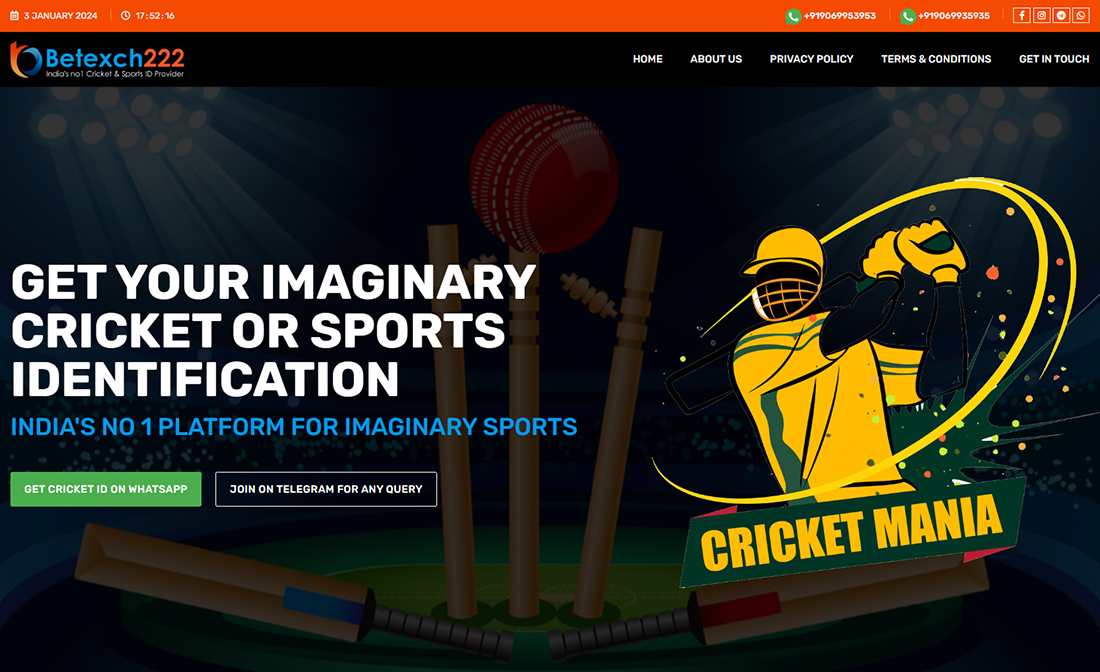 3 JANUARY 2024 17:52:16 +919069953953 +919069935935
Betexch222
India's no1 Cricket & Sports ID Provider
HOME ABOUT US PRIVACY POLICY TERMS & CONDITIONS GET IN TOUCH
GET YOUR IMAGINARY
CRICKET OR SPORTS
IDENTIFICATION
INDIA'S NO 1 PLATFORM FOR IMAGINARY SPORTS
GET CRICKET ID ON WHATSAPP JOIN ON TELEGRAM FOR ANY QUERY
CRICKET MANIA